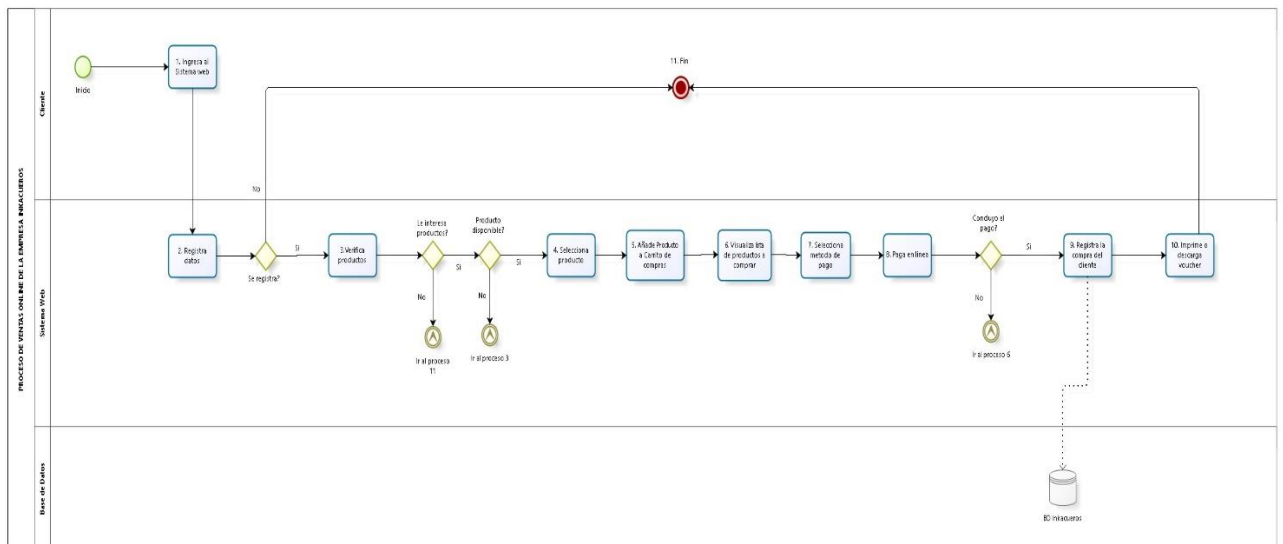 PROCESO DE VENTAS ONLINE DE LA EMPRESA INKACUEROS
Cliente
Inicio
1. Ingresa al
Sistema web
11. Fin
No
Sistema Web
2. Registra
datos
Se registra?
Si
3.Verifica
productos
Le interesa
productos?
Si
No
Ir al proceso
11
Producto
disponible?
Si
No
Ir al proceso 3
4. Selecciona
producto
5. Añade Producto
a Carrito de
compras
6. Visualiza lista
de productos a
comprar
7. Selecciona
metodo de
pago
8. Paga en linea
Concluyo el
pago?
Si
No
Ir al proceso 6
9. Registra la
compra del
cliente
10. Imprime o
descarga
voucher
Base de Datos
BD inkacueros